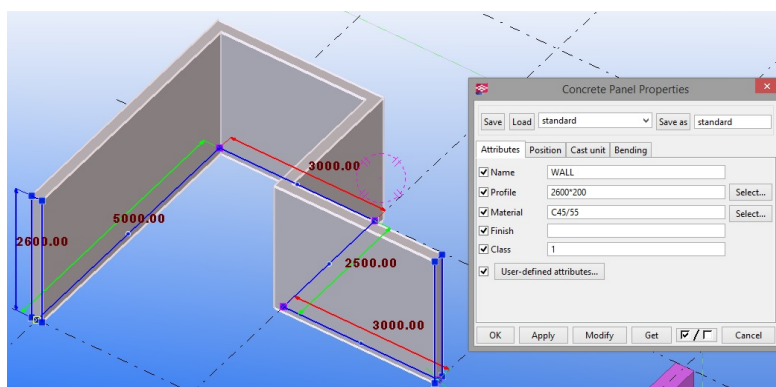 Concrete Panel Properties
Save Load standard Save as standard
Attributes Position Cast unit Bending
Name WALL
Profile 2600*200 Select...
Material C45/55 Select...
Finish
Class 1
User-defined attributes...
OK Apply Modify Get / Cancel
3000.00
5000.00
2600.00
2500.00
3000.00